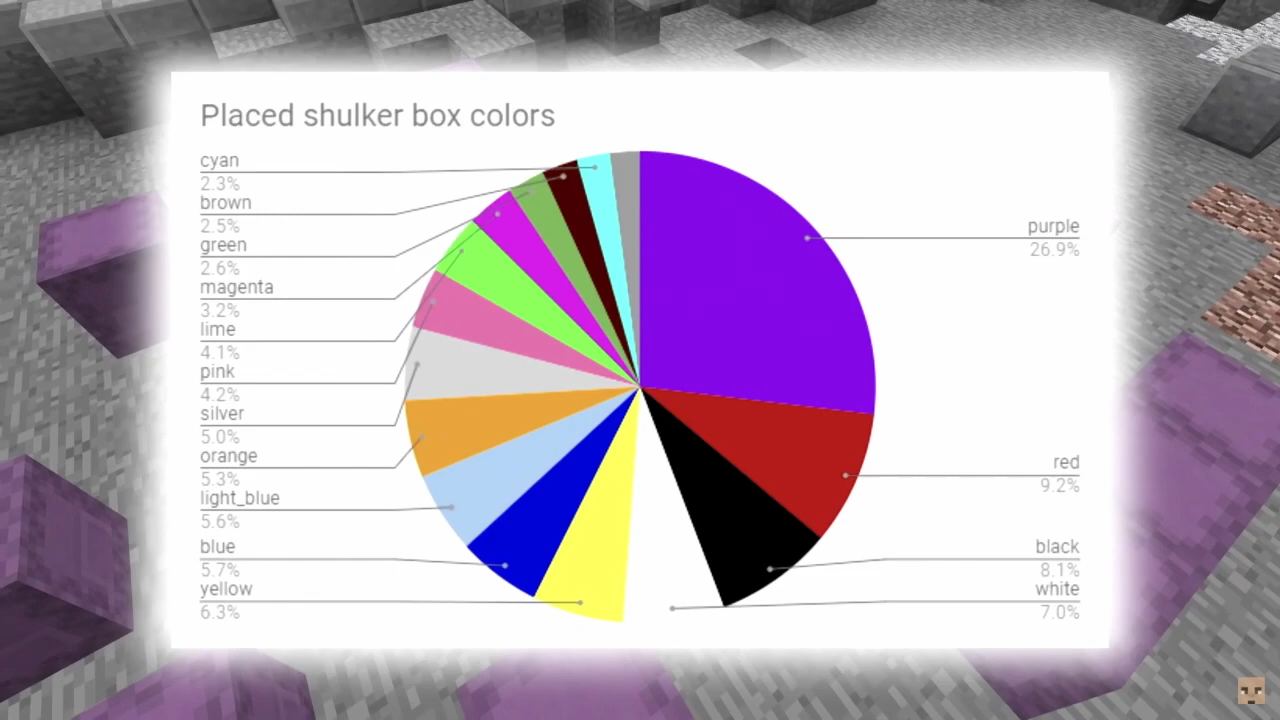 Placed shulker box colors
cyan
2.3%
brown
2.5%
green
2.6%
magenta
3.2%
lime
4.1%
pink
4.2%
silver
5.0%
orange
5.3%
light_blue
5.6%
blue
5.7%
yellow
6.3%
purple
26.9%
red
9.2%
black
8.1%
white
7.0%